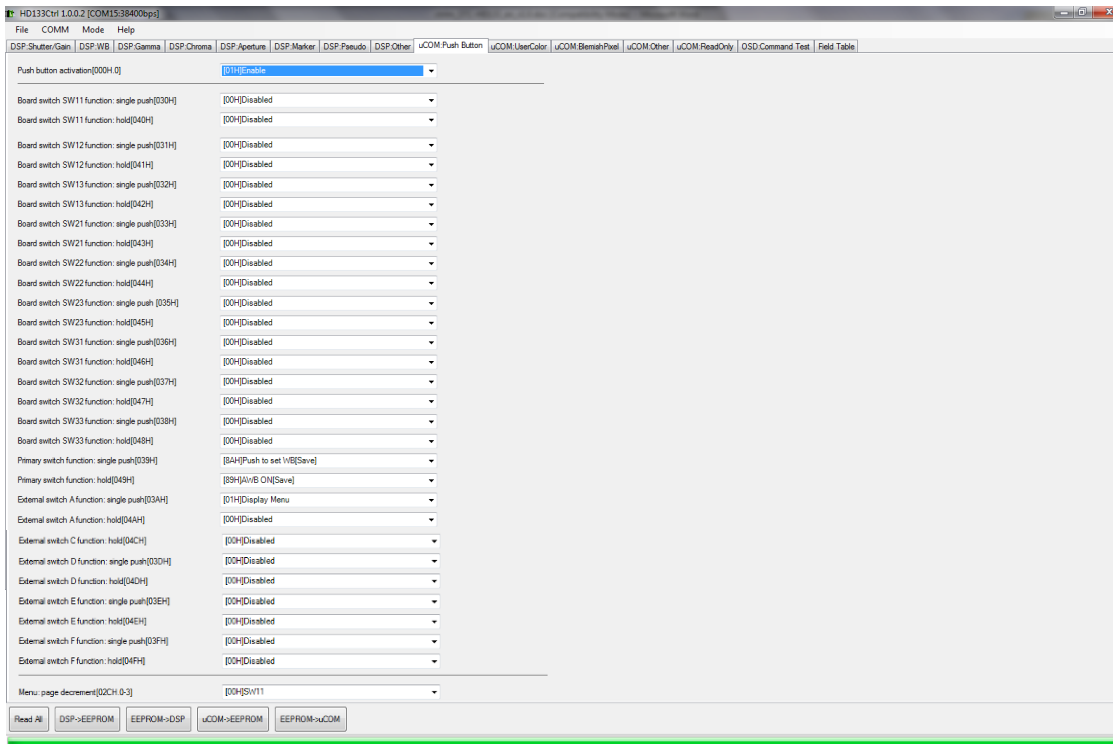 HD133Ctrl 1.0.0.2 [COM15:38400bps]
File COMM Mode Help
DSP:Shutter/Gain DSP:WB DSP:Gamma DSP:Chroma DSP:Aperture DSP:Marker DSP:Pseudo DSP:Other uCOM:Push Button uCOM:UserColor uCOM:BlemishPixel uCOM:Other uCOM:ReadOnly OSD:Command Test Field Table
Push button activation[000H.0] [01H]Enable
Board switch SW11 function: single push[030H] [00H]Disabled
Board switch SW11 function: hold[040H] [00H]Disabled
Board switch SW12 function: single push[031H] [00H]Disabled
Board switch SW12 function: hold[041H] [00H]Disabled
Board switch SW13 function: single push[032H] [00H]Disabled
Board switch SW13 function: hold[042H] [00H]Disabled
Board switch SW21 function: single push[033H] [00H]Disabled
Board switch SW21 function: hold[043H] [00H]Disabled
Board switch SW22 function: single push[034H] [00H]Disabled
Board switch SW22 function: hold[044H] [00H]Disabled
Board switch SW23 function: single push [035H] [00H]Disabled
Board switch SW23 function: hold[045H] [00H]Disabled
Board switch SW31 function: single push[036H] [00H]Disabled
Board switch SW31 function: hold[046H] [00H]Disabled
Board switch SW32 function: single push[037H] [00H]Disabled
Board switch SW32 function: hold[047H] [00H]Disabled
Board switch SW33 function: single push[038H] [00H]Disabled
Board switch SW33 function: hold[048H] [00H]Disabled
Primary switch function: single push[039H] [8AH]Push to set WB[Save]
Primary switch function: hold[049H] [89H]AWB ON[Save]
External switch A function: single push[03AH] [01H]Display Menu
External switch A function: hold[04AH] [00H]Disabled
External switch C function: hold[04CH] [00H]Disabled
External switch D function: single push[03DH] [00H]Disabled
External switch D function: hold[04DH] [00H]Disabled
External switch E function: single push[03EH] [00H]Disabled
External switch E function: hold[04EH] [00H]Disabled
External switch F function: single push[03FH] [00H]Disabled
External switch F function: hold[04FH] [00H]Disabled
Menu: page decrement[02CH.0-3] [00H]SW11
Read All DSP->EEPROM EEPROM->DSP uCOM->EEPROM EEPROM->uCOM